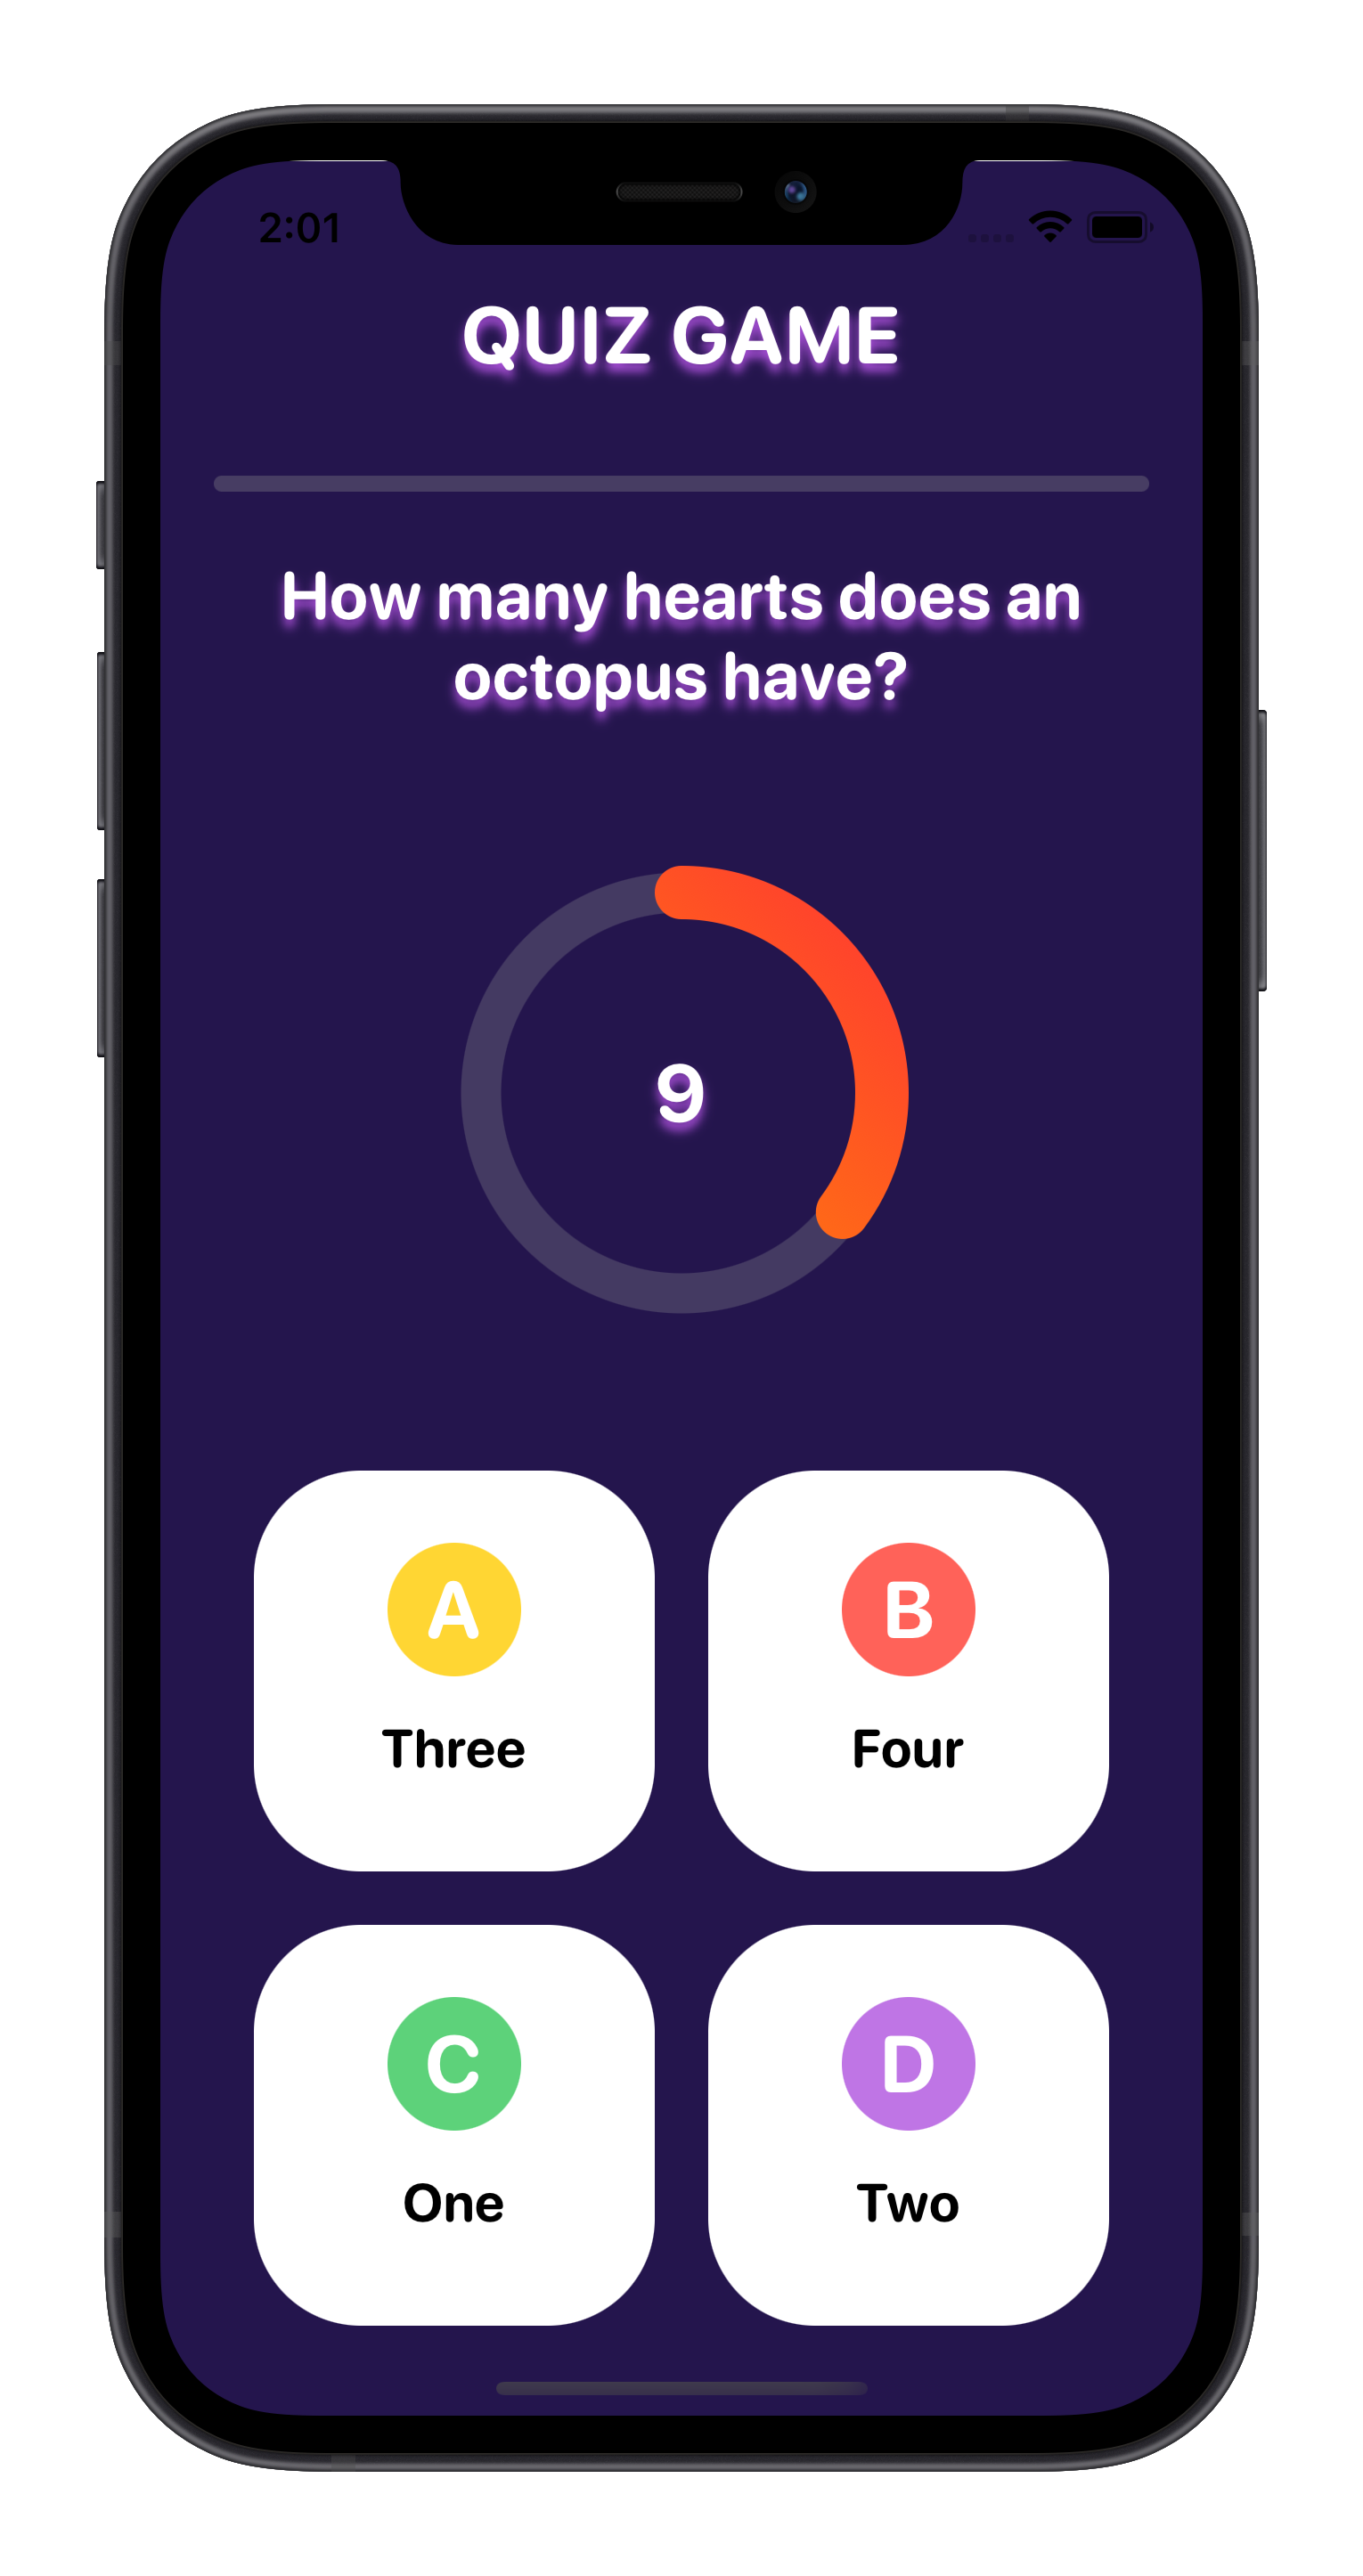 2:01
QUIZ GAME
How many hearts does an
octopus have?
9
A
Three
B
Four
C
One
D
Two